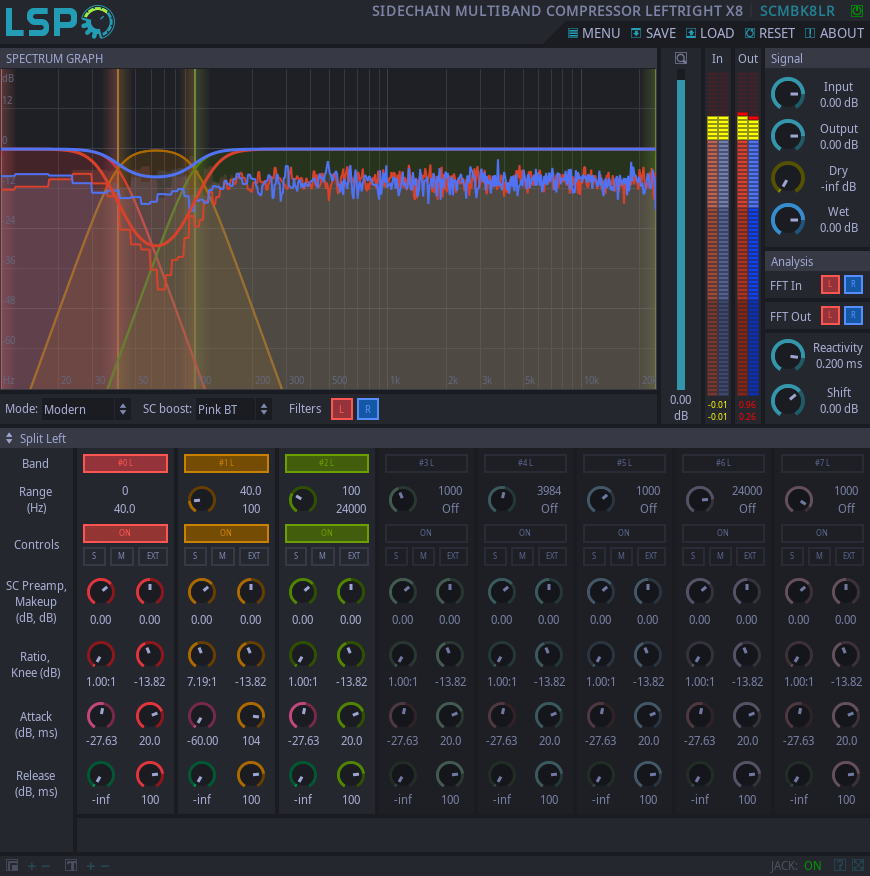 LSP
SIDECHAIN MULTIBAND COMPRESSOR LEFTRIGHT X8 SCMBK8LR
MENU SAVE LOAD RESET ABOUT
SPECTRUM GRAPH
In Out
Signal
dB
12
0
-12
-24
-36
-48
-60
Hz 20 30 50 100 200 300 500 1k 2k 3k 5k 10k 20k
0.00
dB
-0.01 0.96
-0.01 0.26
Input
0.00 dB
Output
0.00 dB
Dry
-inf dB
Wet
0.00 dB
Analysis
FFT In L R
FFT Out L R
Reactivity
0.200 ms
Shift
0.00 dB
Mode: Modern SC boost: Pink BT Filters L R
Split Left
Band #0 L #1 L #2 L #3 L #4 L #5 L #6 L #7 L
Range
(Hz)
0 40.0 100 1000 3984 1000 24000 1000
40.0 100 24000 Off Off Off Off Off
Controls
ON ON ON ON ON ON ON ON
S M EXT S M EXT S M EXT S M EXT S M EXT S M EXT S M EXT S M EXT
SC Preamp,
Makeup
(dB, dB)
0.00 0.00 0.00 0.00 0.00 0.00 0.00 0.00 0.00 0.00 0.00 0.00 0.00 0.00 0.00 0.00
Ratio,
Knee (dB)
1.00:1 -13.82 7.19:1 -13.82 1.00:1 -13.82 1.00:1 -13.82 1.00:1 -13.82 1.00:1 -13.82 1.00:1 -13.82 1.00:1 -13.82
Attack
(dB, ms)
-27.63 20.0 -60.00 104 -27.63 20.0 -27.63 20.0 -27.63 20.0 -27.63 20.0 -27.63 20.0 -27.63 20.0
Release
(dB, ms)
-inf 100 -inf 100 -inf 100 -inf 100 -inf 100 -inf 100 -inf 100 -inf 100
JACK: ON